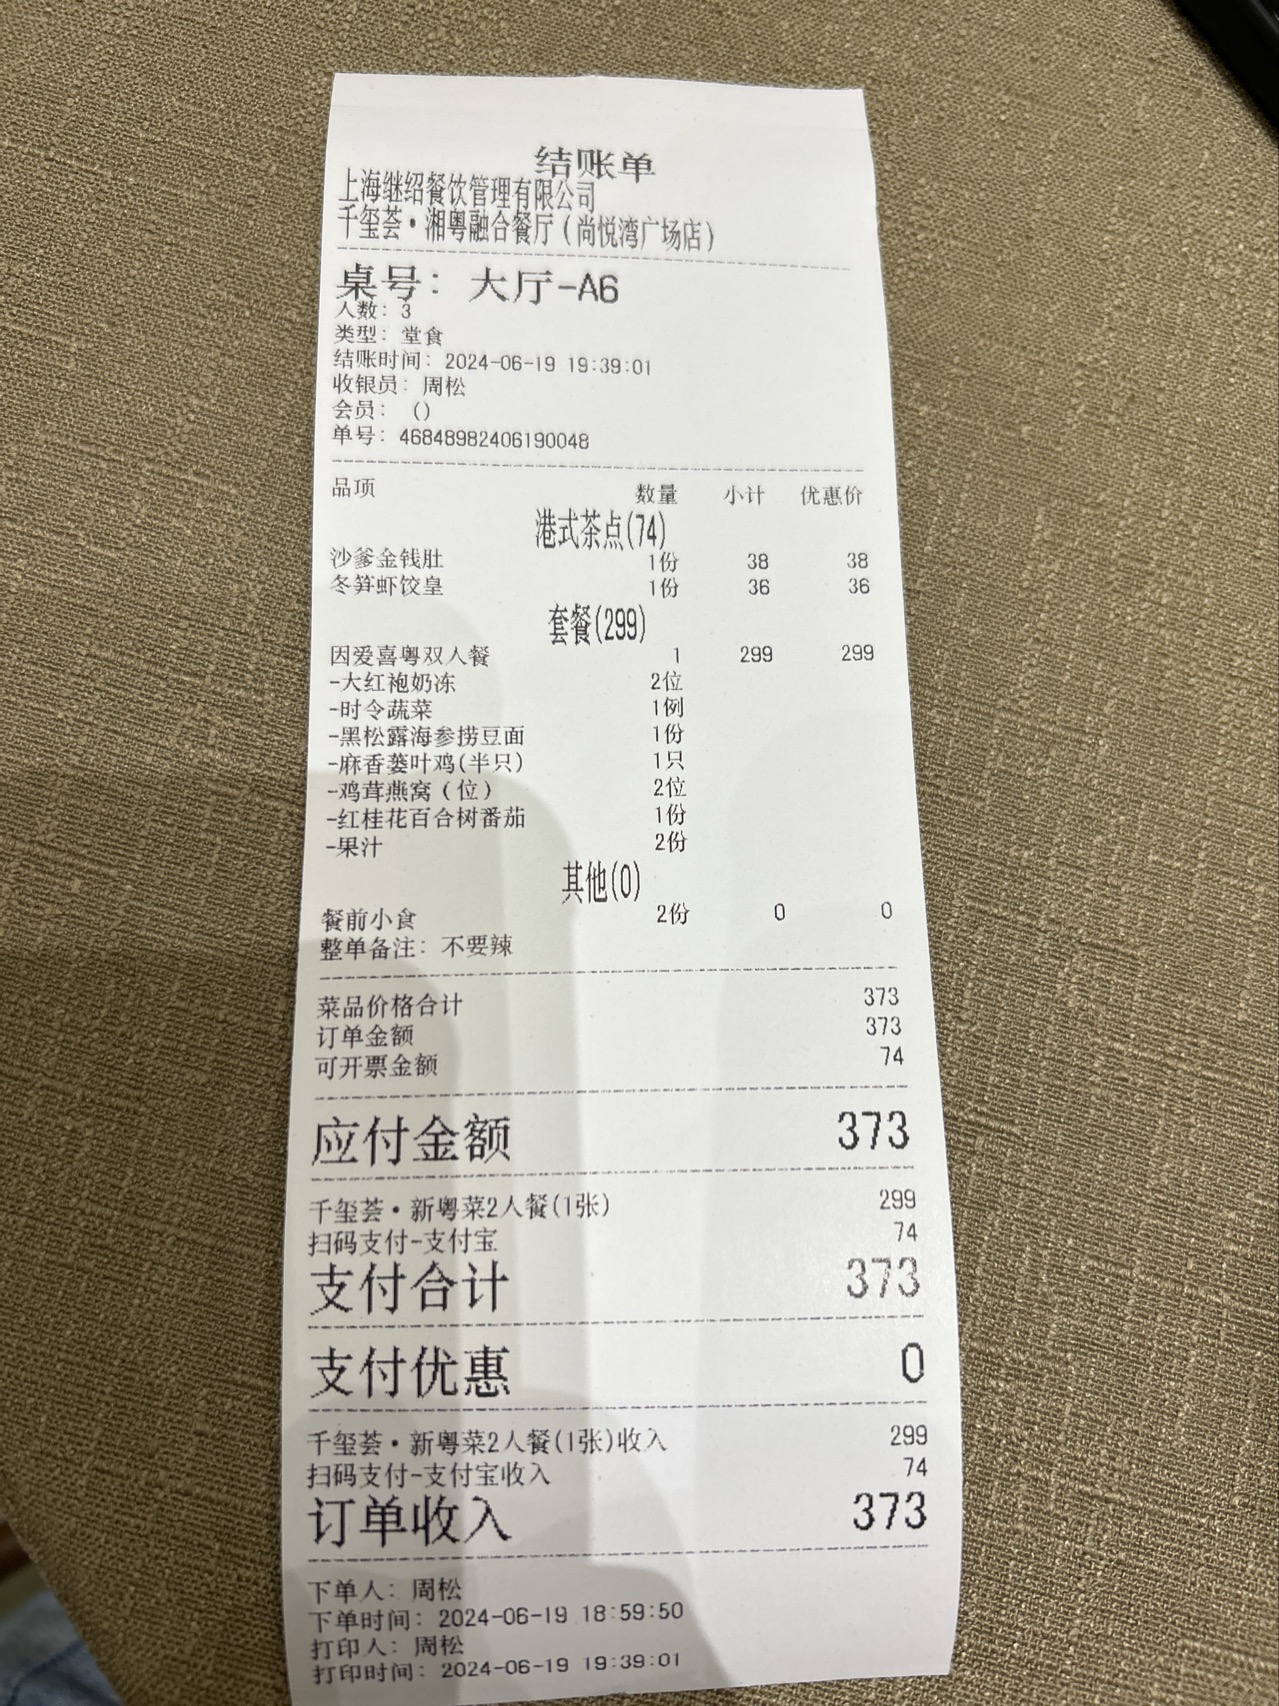 结账单
上海继绍餐饮管理有限公司
千玺荟·湘粤融合餐厅(尚悦湾广场店)
桌号: 大厅-A6
人数: 3
类型: 堂食
结账时间: 2024-06-19 19:39:01
收银员: 周松
会员: ()
单号: 46848982406190048
品项 数量 小计 优惠价
港式茶点(74)
沙爹金钱肚 1份 38 38
冬笋虾饺皇 1份 36 36
套餐(299)
因爱喜粤双人餐 1 299 299
-大红袍奶冻 2位
-时令蔬菜 1例
-黑松露海参捞豆面 1份
-麻香蒌叶鸡(半只) 1只
-鸡茸燕窝(位) 2位
-红桂花百合树番茄 1份
-果汁 2份
其他(0)
餐前小食 2份 0 0
整单备注: 不要辣
菜品价格合计 373
订单金额 373
可开票金额 74
应付金额 373
千玺荟·新粤菜2人餐(1张) 299
扫码支付-支付宝 74
支付合计 373
支付优惠 0
千玺荟·新粤菜2人餐(1张)收入 299
扫码支付-支付宝收入 74
订单收入 373
下单人: 周松
下单时间: 2024-06-19 18:59:50
打印人: 周松
打印时间: 2024-06-19 19:39:01